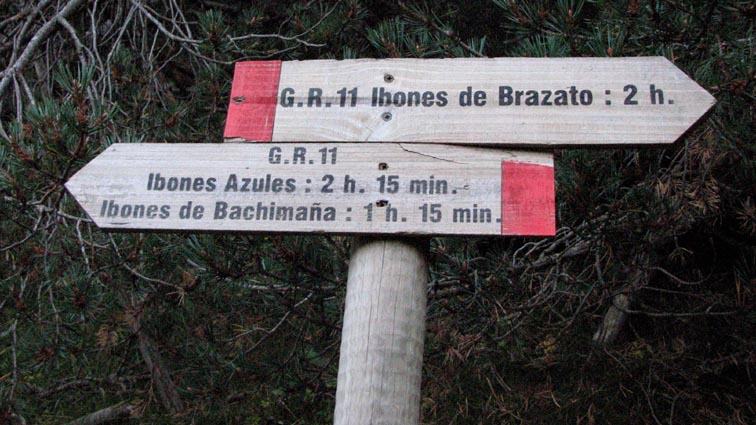 G.R.11 Ibones de Brazato : 2 h.
G.R.11
Ibones Azules : 2 h. 15 min.
Ibones de Bachimaña : 1 h. 15 min.